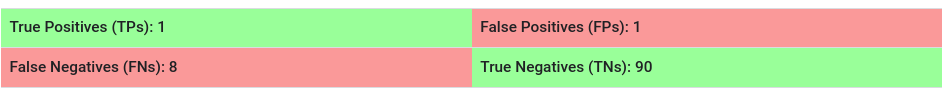 True Positives (TPs): 1
False Positives (FPs): 1
False Negatives (FNs): 8
True Negatives (TNs): 90